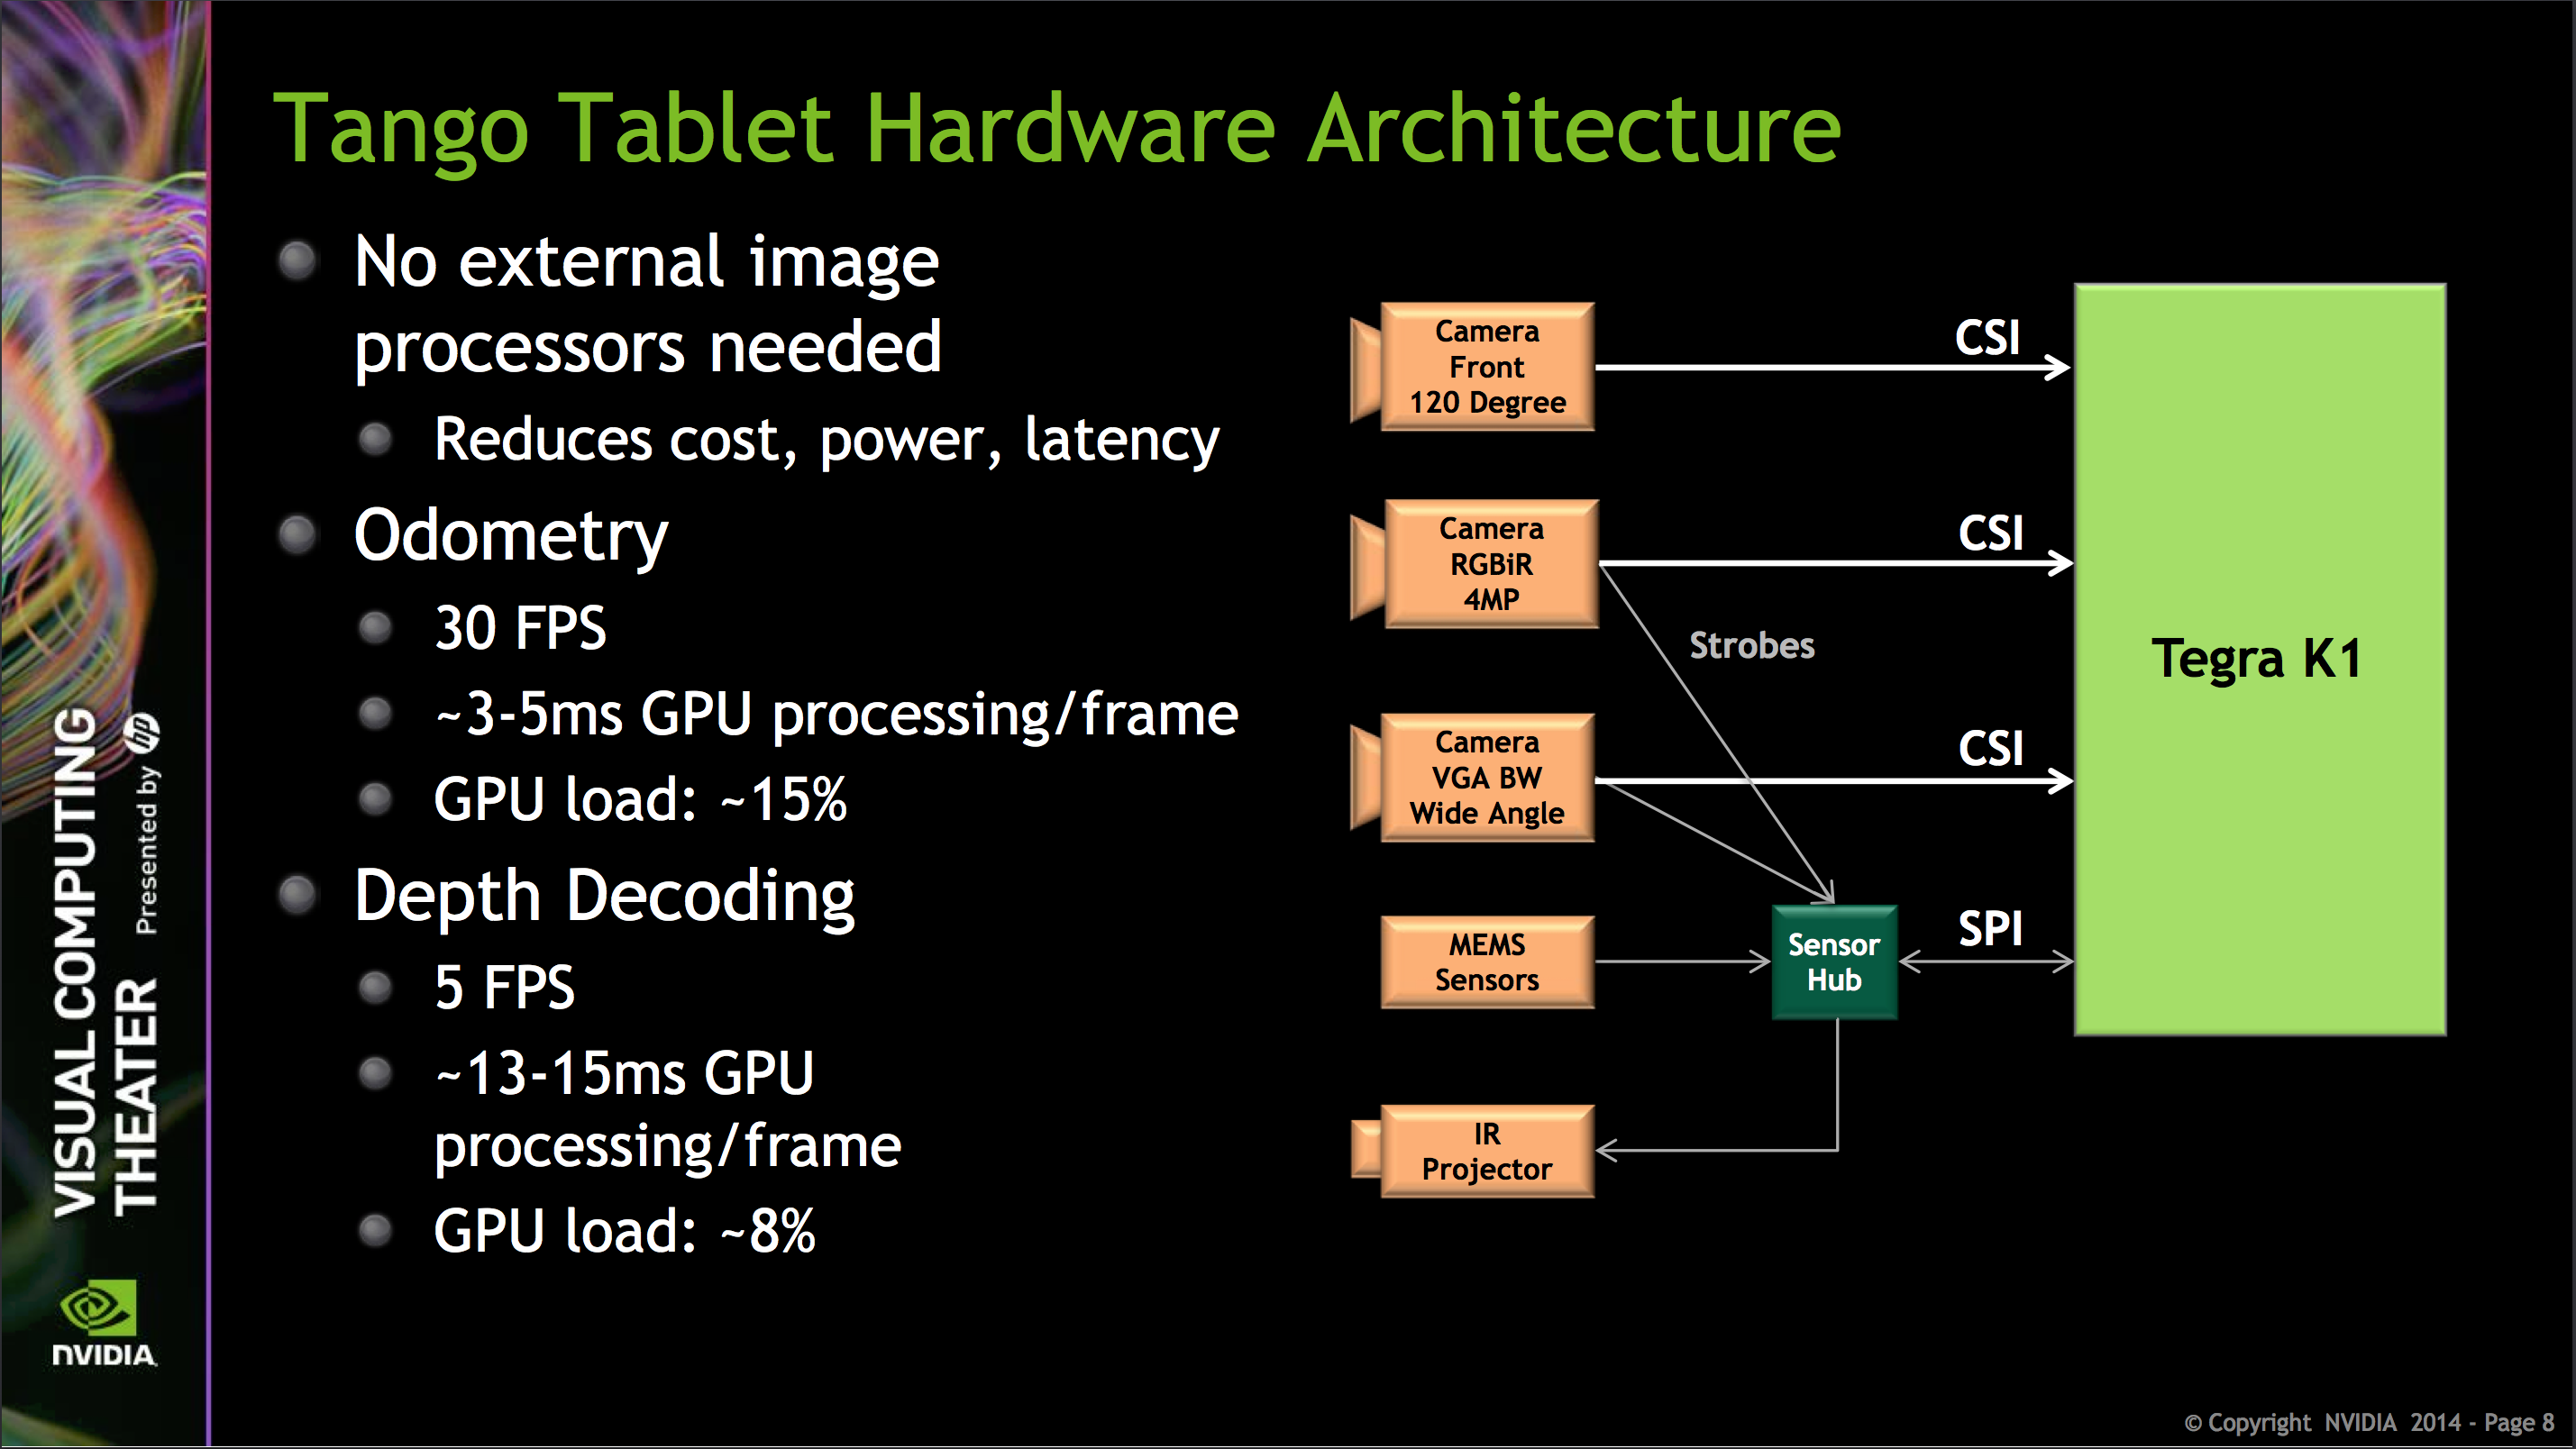 Tango Tablet Hardware Architecture
No external image
processors needed
Reduces cost, power, latency
Odometry
30 FPS
~3-5ms GPU processing/frame
GPU load: ~15%
Depth Decoding
5 FPS
~13-15ms GPU
processing/frame
GPU load: ~8%
Camera
Front
120 Degree
CSI
Camera
RGBiR
4MP
CSI
Strobes
Camera
VGA BW
Wide Angle
CSI
MEMS
Sensors
Sensor
Hub
SPI
IR
Projector
Tegra K1
VISUAL COMPUTING
THEATER
Presented by hp
NVIDIA
© Copyright NVIDIA 2014 - Page 8